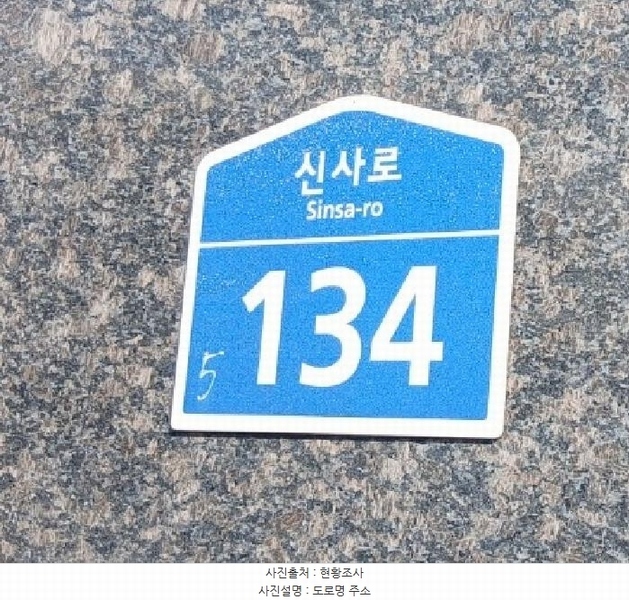 신사로
Sinsa-ro
134
5
사진출처 : 현황조사
사진설명 : 도로명 주소